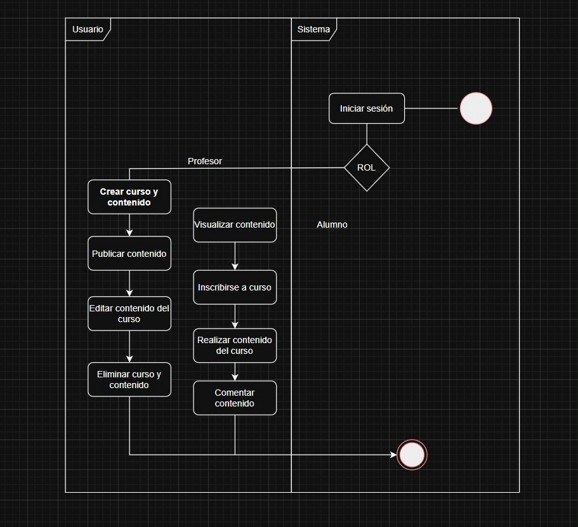 Usuario
Sistema
Iniciar sesión
ROL
Profesor
Crear curso y
contenido
Publicar contenido
Editar contenido del
curso
Eliminar curso y
contenido
Visualizar contenido
Alumno
Inscribirse a curso
Realizar contenido
del curso
Comentar
contenido